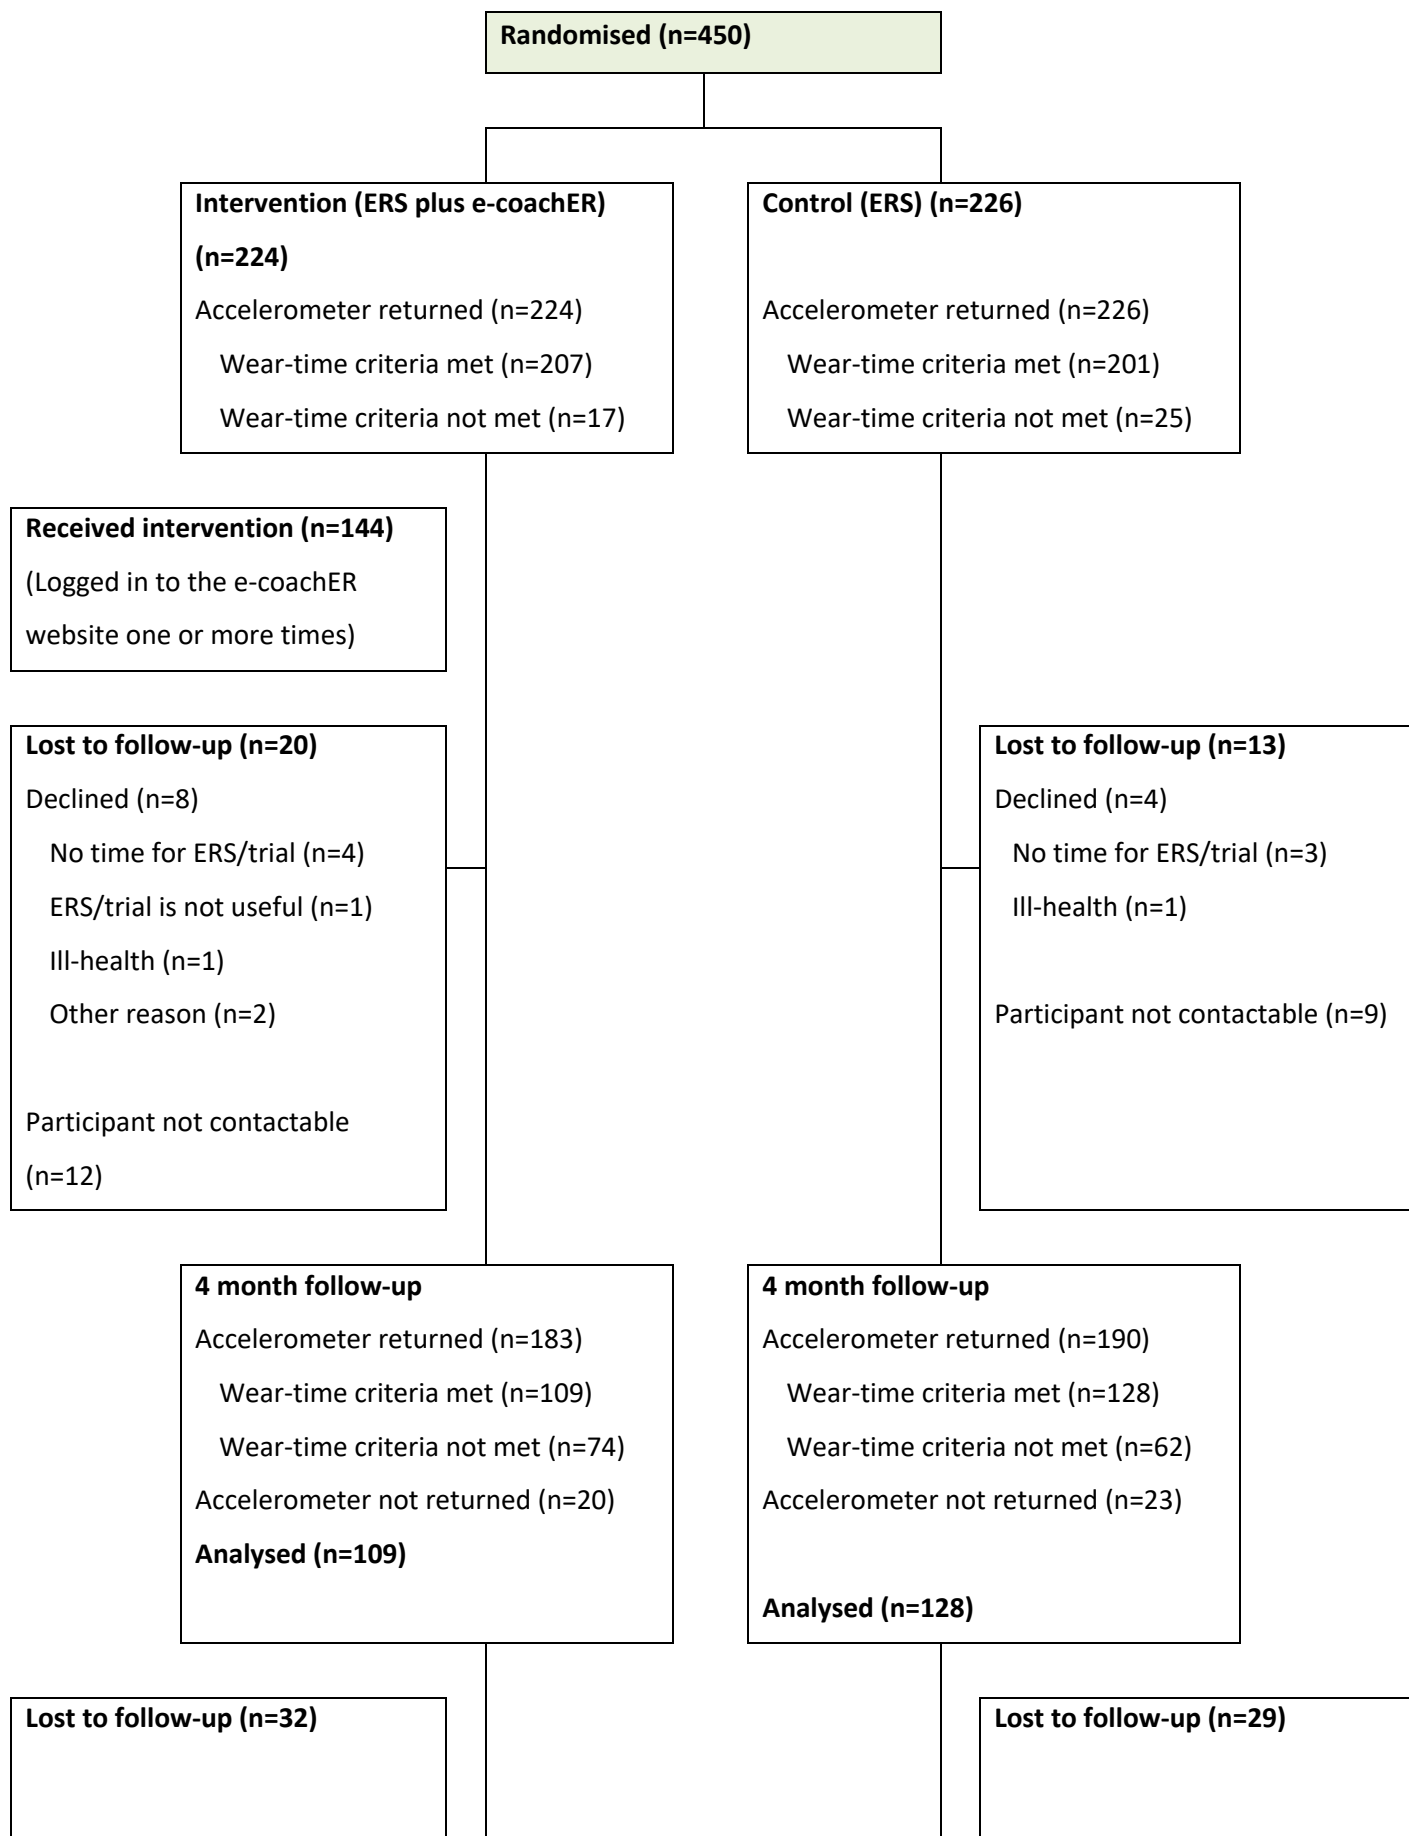 Randomised (n=450)
Intervention (ERS plus e-coachER)
(n=224)
Accelerometer returned (n=224)
Wear-time criteria met (n=207)
Wear-time criteria not met (n=17)
Control (ERS) (n=226)
Accelerometer returned (n=226)
Wear-time criteria met (n=201)
Wear-time criteria not met (n=25)
Received intervention (n=144)
(Logged in to the e-coachER
website one or more times)
Lost to follow-up (n=20)
Declined (n=8)
No time for ERS/trial (n=4)
ERS/trial is not useful (n=1)
Ill-health (n=1)
Other reason (n=2)
Participant not contactable
(n=12)
Lost to follow-up (n=13)
Declined (n=4)
No time for ERS/trial (n=3)
Ill-health (n=1)
Participant not contactable (n=9)
4 month follow-up
Accelerometer returned (n=183)
Wear-time criteria met (n=109)
Wear-time criteria not met (n=74)
Accelerometer not returned (n=20)
Analysed (n=109)
4 month follow-up
Accelerometer returned (n=190)
Wear-time criteria met (n=128)
Wear-time criteria not met (n=62)
Accelerometer not returned (n=23)
Analysed (n=128)
Lost to follow-up (n=32)
Lost to follow-up (n=29)